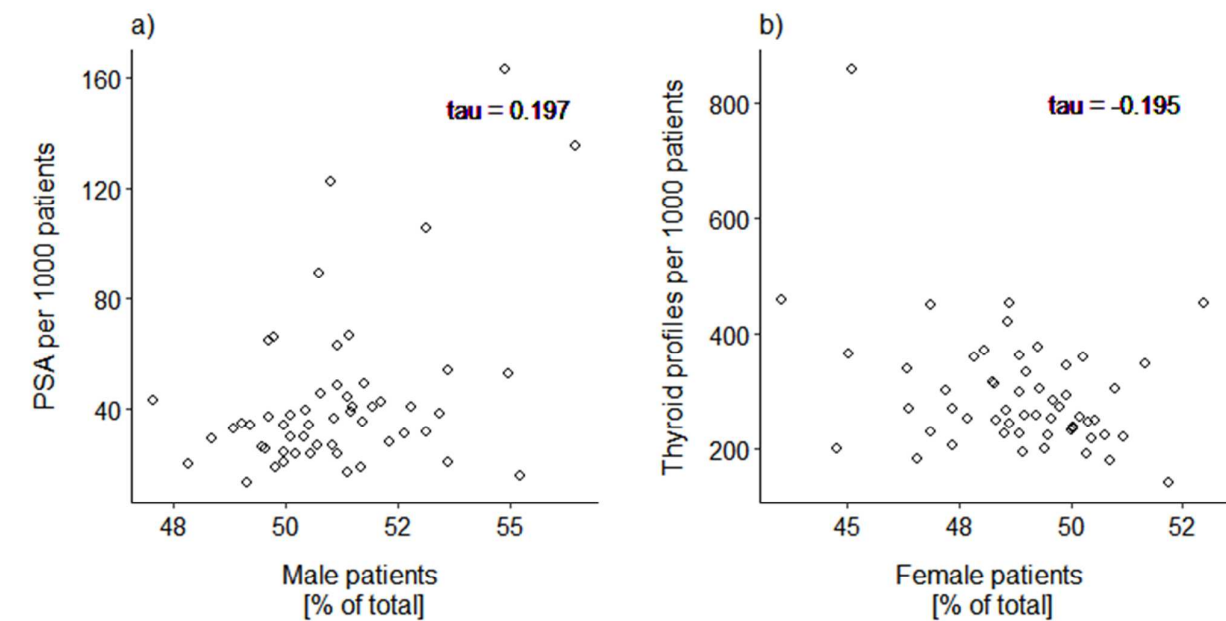 a)
PSA per 1000 patients
160
120
80
40
tau = 0.197
48 50 52 55
Male patients
[% of total]
b)
Thyroid profiles per 1000 patients
800
600
400
200
tau = -0.195
45 48 50 52
Female patients
[% of total]